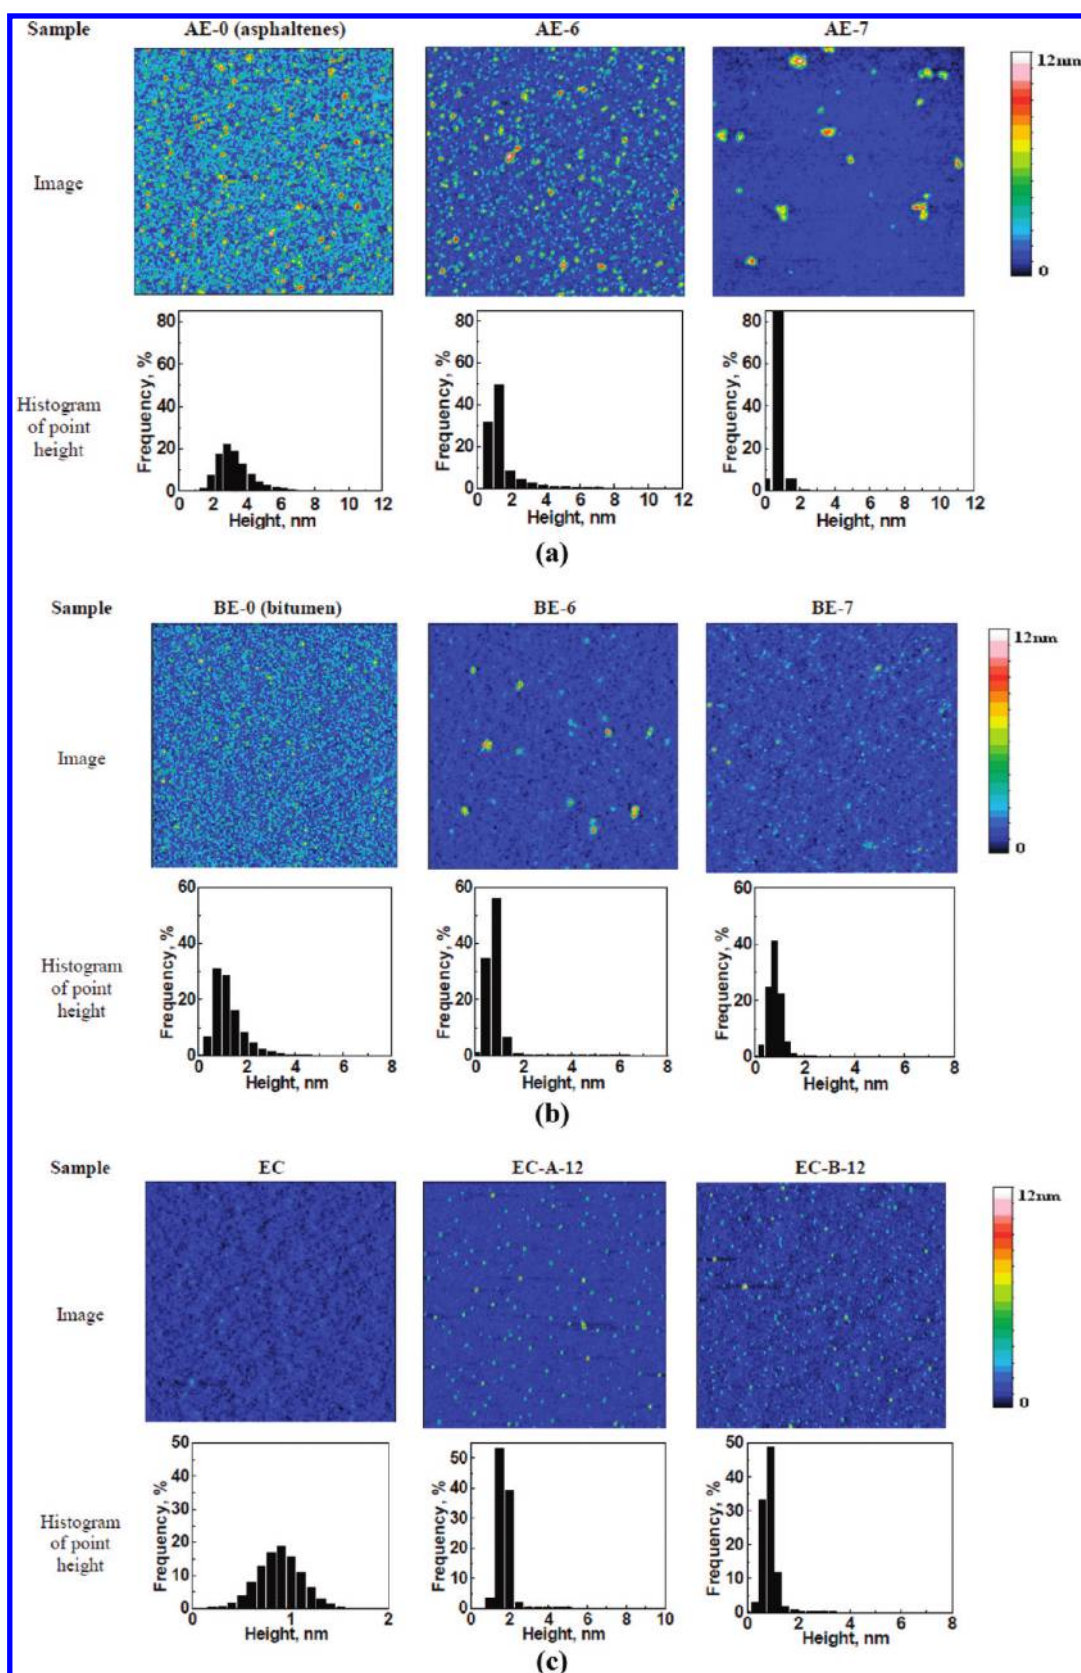 Sample AE-0 (asphaltenes) AE-6 AE-7
12nm
Image
0
80 80 80
60 60 60
Frequency, % Frequency, % Frequency, %
Histogram
of point
height
40 40 40
20 20 20
0 0 0
0 2 4 6 8 10 12 0 2 4 6 8 10 12 0 2 4 6 8 10 12
Height, nm Height, nm Height, nm
(a)
Sample BE-0 (bitumen) BE-6 BE-7
12nm
Image
0
60 60 60
Frequency, % Frequency, % Frequency, %
40 40 40
Histogram
of point
height
20 20 20
0 0 0
0 2 4 6 8 0 2 4 6 8 0 2 4 6 8
Height, nm Height, nm Height, nm
(b)
Sample EC EC-A-12 EC-B-12
12nm
Image
0
50 50 50
40 40 40
Frequency, % Frequency, % Frequency, %
30 30 30
Histogram
of point
height
20 20 20
10 10 10
0 0 0
0 1 2 0 2 4 6 8 10 0 2 4 6 8
Height, nm Height, nm Height, nm
(c)